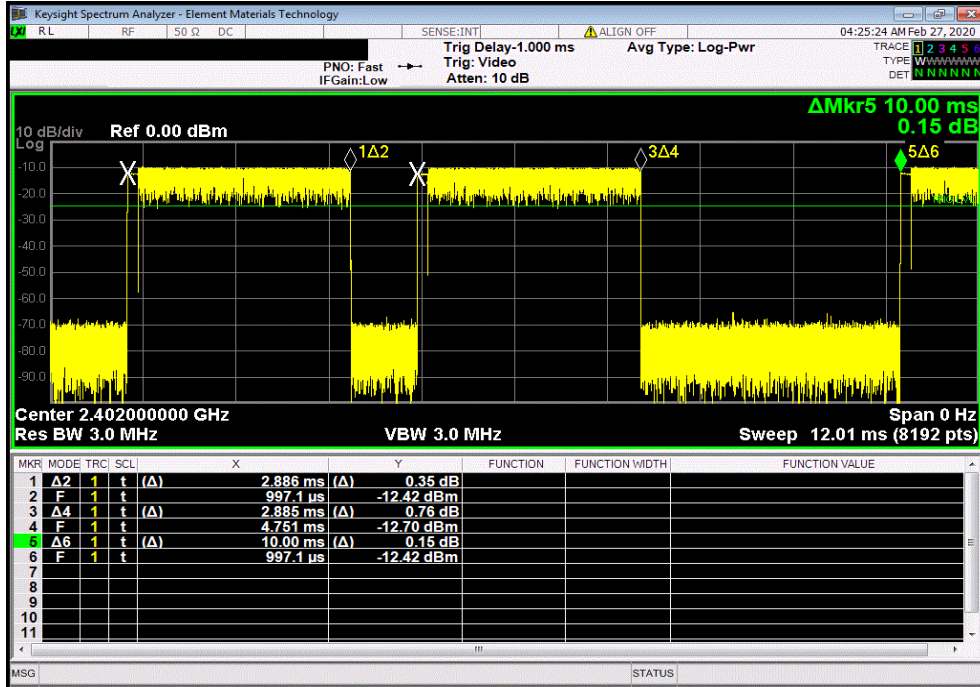 Keysight Spectrum Analyzer - Element Materials Technology
LXI RL RF 50 Ω DC SENSE:INT ALIGN OFF 04:25:24 AM Feb 27, 2020
Trig Delay-1.000 ms Avg Type: Log-Pwr TRACE 1 2 3 4 5 6
PNO: Fast Trig: Video TYPE WWWWWW
IFGain:Low Atten: 10 dB DET N N N N N N
ΔMkr5 10.00 ms
0.15 dB
10 dB/div Ref 0.00 dBm
Log
1Δ2 3Δ4 5Δ6
-10.0
-20.0
-30.0
-40.0
-50.0
-60.0
-70.0
-80.0
-90.0
Center 2.402000000 GHz Span 0 Hz
Res BW 3.0 MHz VBW 3.0 MHz Sweep 12.01 ms (8192 pts)
MKR MODE TRC SCL X Y FUNCTION FUNCTION WIDTH FUNCTION VALUE
1 Δ2 1 t (Δ) 2.886 ms (Δ) 0.35 dB
2 F 1 t 997.1 µs -12.42 dBm
3 Δ4 1 t (Δ) 2.885 ms (Δ) 0.76 dB
4 F 1 t 4.751 ms -12.70 dBm
5 Δ6 1 t (Δ) 10.00 ms (Δ) 0.15 dB
6 F 1 t 997.1 µs -12.42 dBm
7
8
9
10
11
MSG STATUS